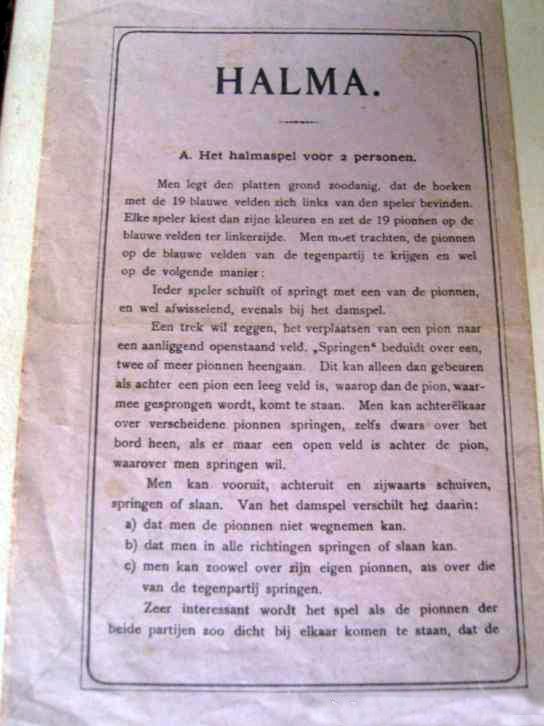 HALMA.
A. Het halmaspel voor 2 personen.
Men legt den platten grond zoodanig, dat de hoeken
met de 19 blauwe velden zich links van den speler bevinden.
Elke speler kiest dan zijne kleuren en zet de 19 pionnen op de
blauwe velden ter linkerzijde. Men moet trachten, de pionnen
op de blauwe velden van de tegenpartij te krijgen en wel
op de volgende manier:
Ieder speler schuift of springt met een van de pionnen,
en wel afwisselend, evenals bij het damspel.
Een trek wil zeggen, het verplaatsen van een pion naar
een aanliggend openstaand veld. „Springen“ beduidt over een,
twee of meer pionnen heengaan. Dit kan alleen dan gebeuren
als achter een pion een leeg veld is, waarop dan de pion, waar-
mee gesprongen wordt, komt te staan. Men kan achterëlkaar
over verscheidene pionnen springen, zelfs dwars over het
bord heen, als er maar een open veld is achter de pion,
waarover men springen wil.
Men kan vooruit, achteruit en zijwaarts schuiven,
springen of slaan. Van het damspel verschilt het daarin:
a) dat men de pionnen niet wegnemen kan.
b) dat men in alle richtingen springen of slaan kan.
c) men kan zoowel over zijn eigen pionnen, als over die
van de tegenpartij springen.
Zeer interessant wordt het spel als de pionnen der
beide partijen zoo dicht bij elkaar komen te staan, dat de